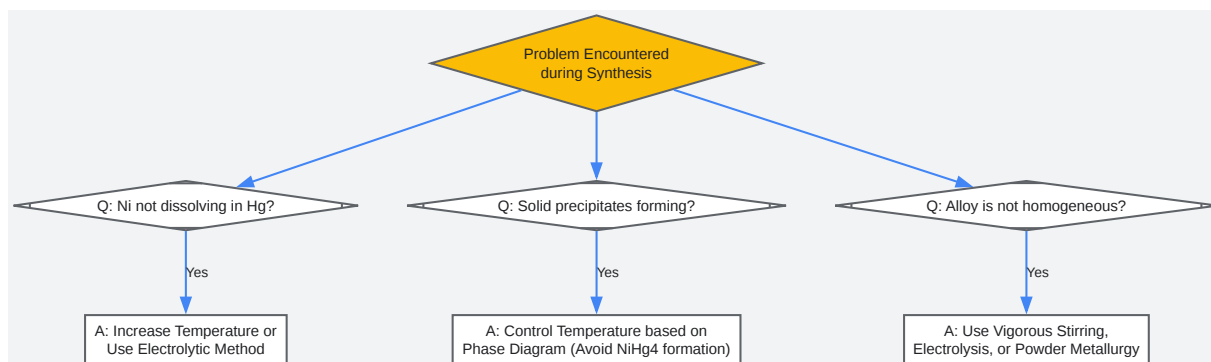 Problem Encountered
during Synthesis
Q: Ni not dissolving in Hg?
Q: Solid precipitates forming?
Q: Alloy is not homogeneous?
Yes
Yes
Yes
A: Increase Temperature or
Use Electrolytic Method
A: Control Temperature based on
Phase Diagram (Avoid NiHg4 formation)
A: Use Vigorous Stirring,
Electrolysis, or Powder Metallurgy